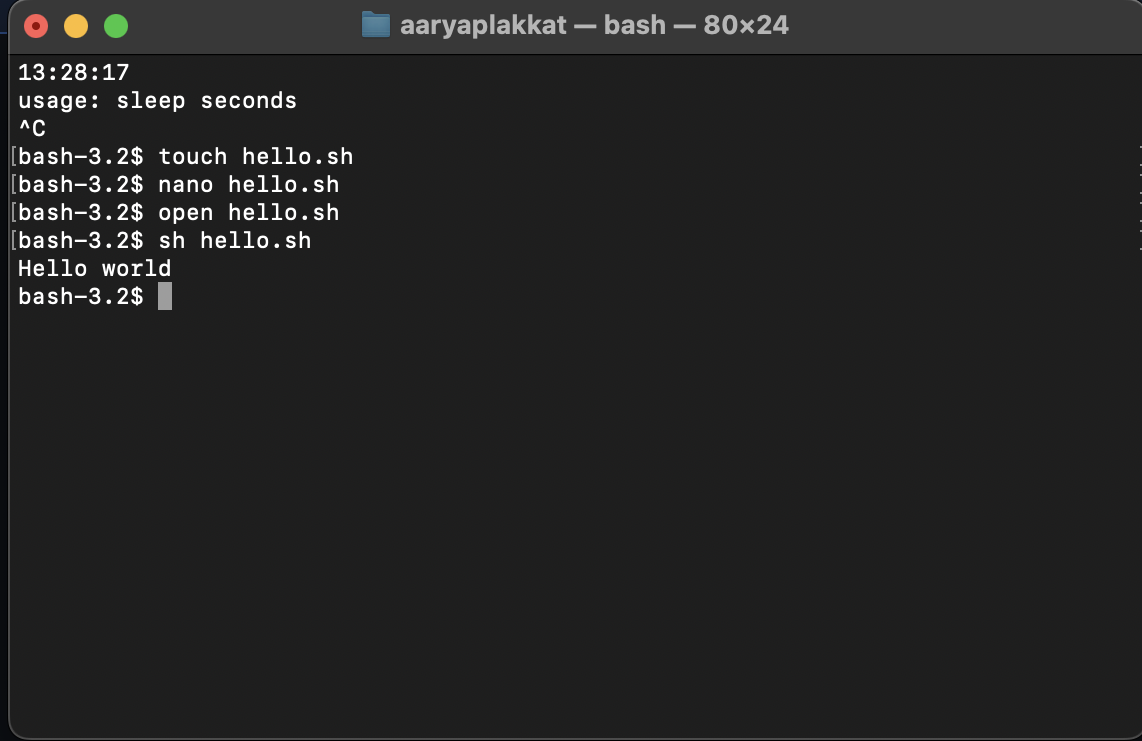 aaryaplakkat — bash — 80×24
13:28:17
usage: sleep seconds
^C
[bash-3.2$ touch hello.sh
[bash-3.2$ nano hello.sh
[bash-3.2$ open hello.sh
[bash-3.2$ sh hello.sh
Hello world
bash-3.2$